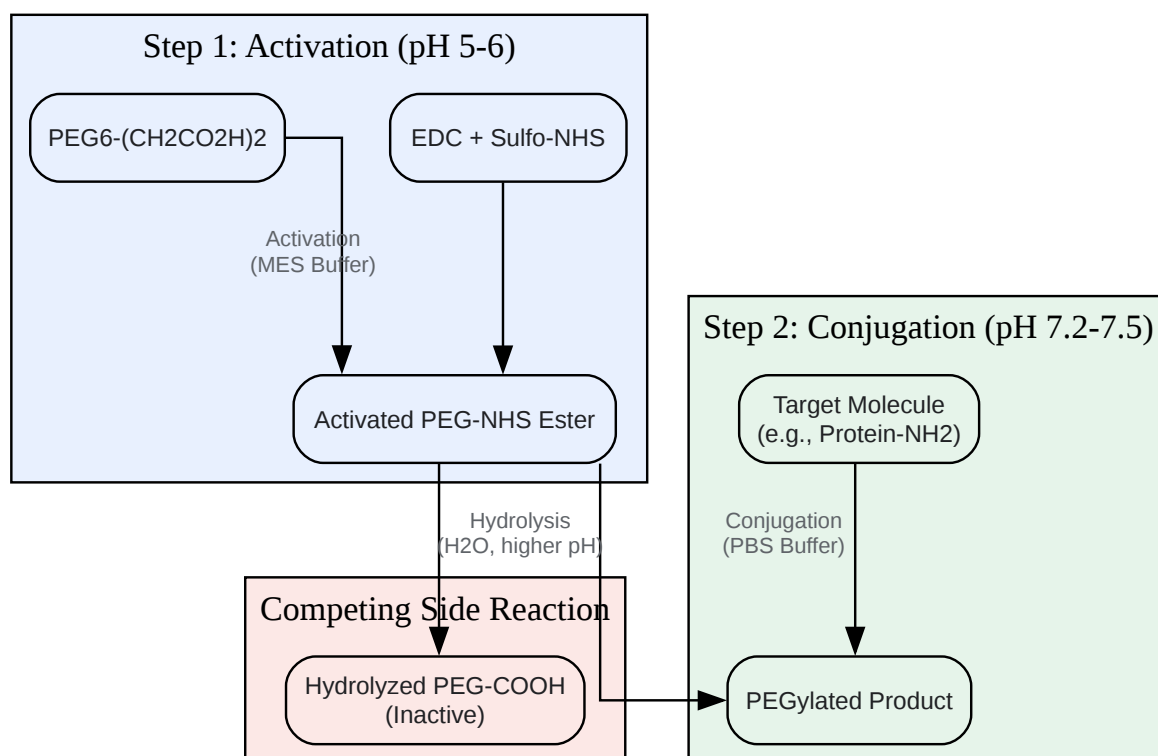 Step 1: Activation (pH 5-6)
PEG6-(CH2CO2H)2
EDC + Sulfo-NHS
Activation
(MES Buffer)
Activated PEG-NHS Ester
Step 2: Conjugation (pH 7.2-7.5)
Target Molecule
(e.g., Protein-NH2)
Hydrolysis
(H2O, higher pH)
Conjugation
(PBS Buffer)
Competing Side Reaction
Hydrolyzed PEG-COOH
(Inactive)
PEGylated Product